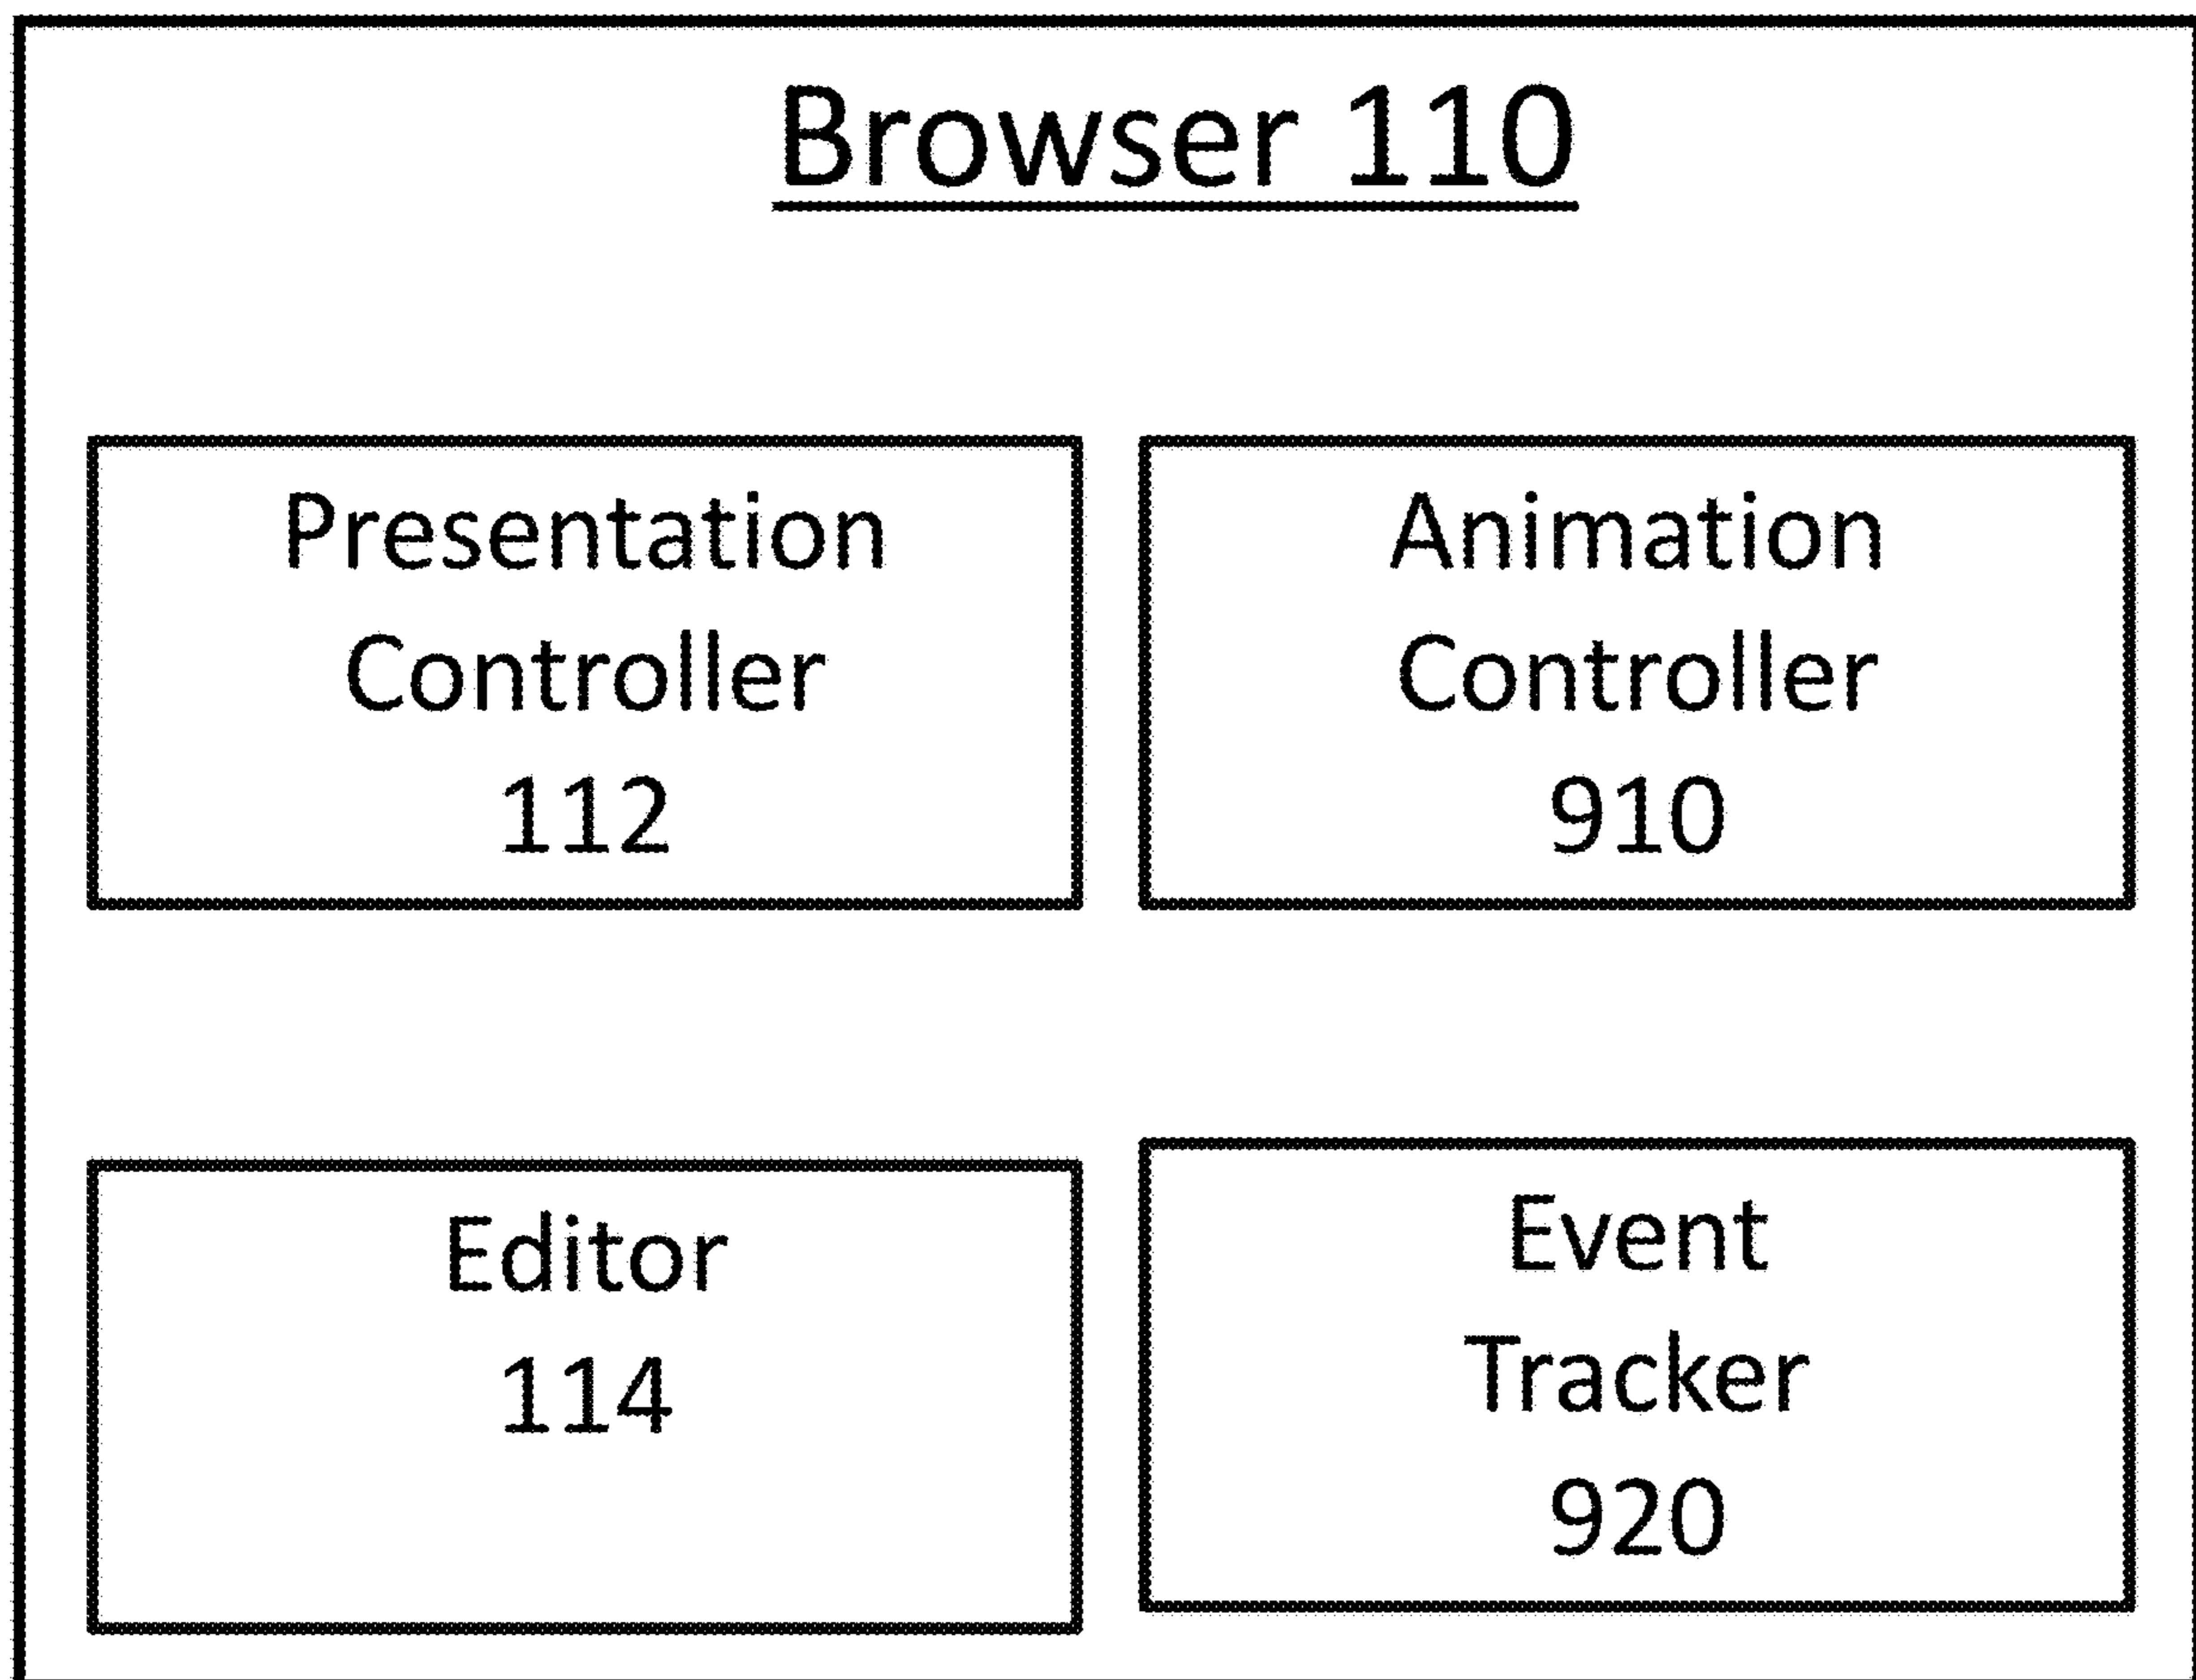 Browser 110
Presentation
Controller
112
Animation
Controller
910
Editor
114
Event
Tracker
920